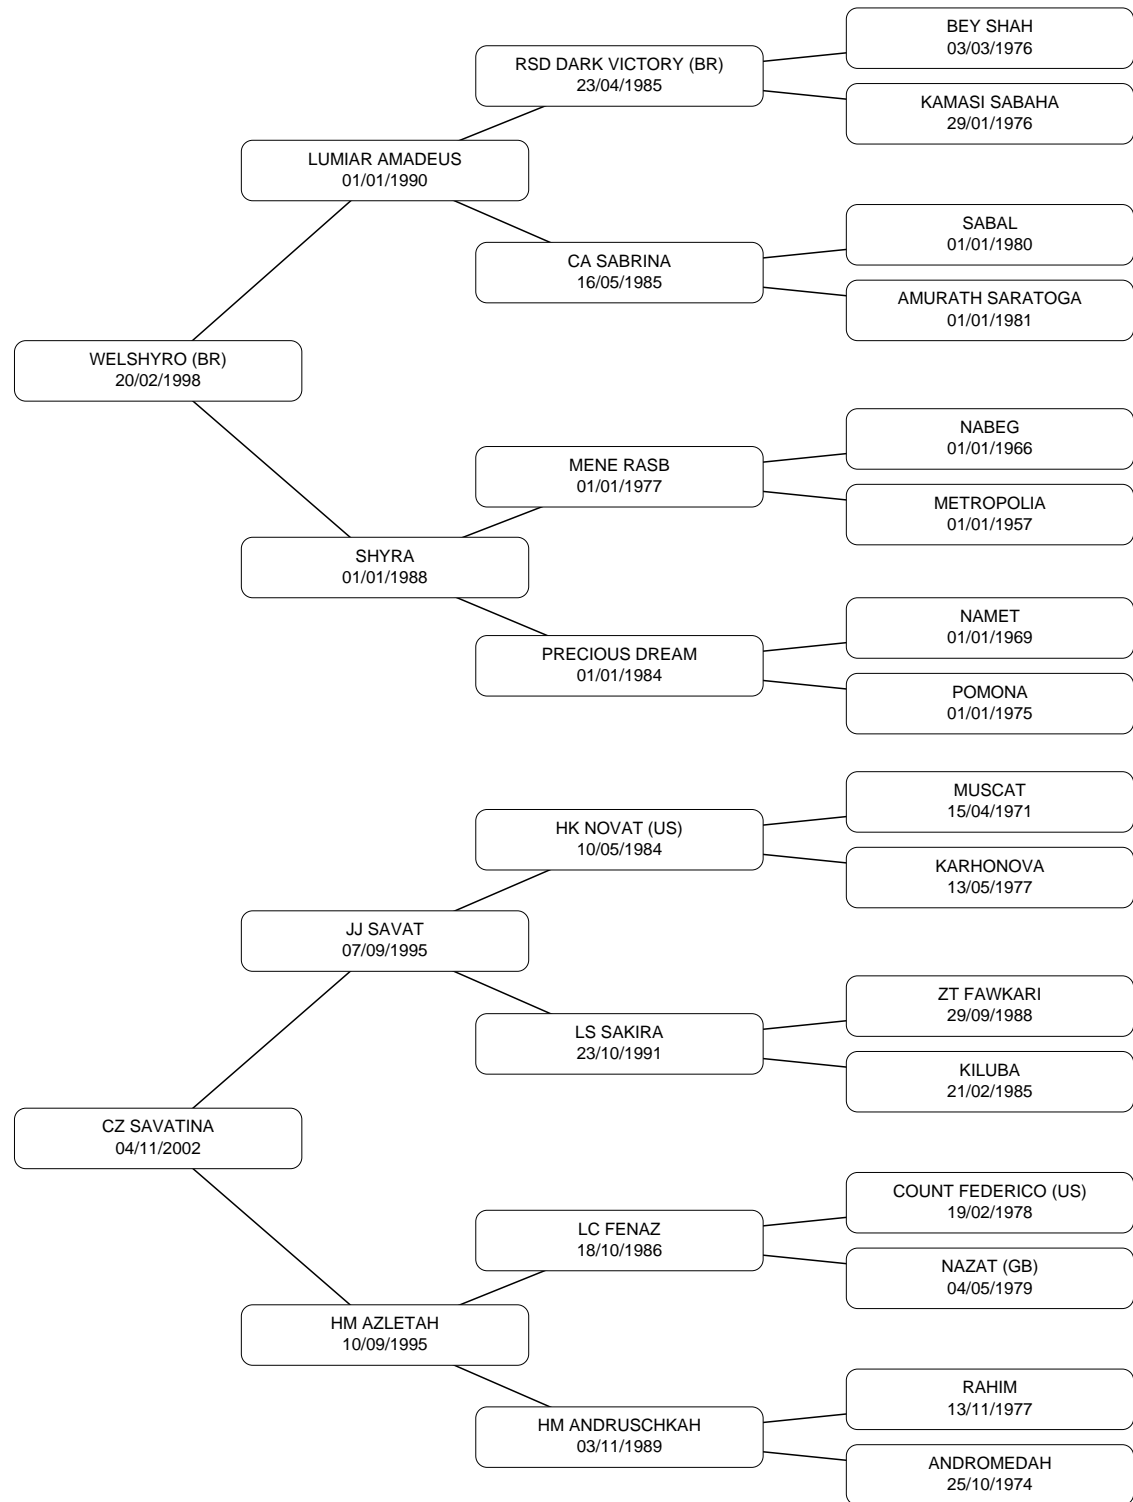 BEY SHAH
03/03/1976
RSD DARK VICTORY (BR)
23/04/1985
KAMASI SABAHA
29/01/1976
LUMIAR AMADEUS
01/01/1990
SABAL
01/01/1980
CA SABRINA
16/05/1985
AMURATH SARATOGA
01/01/1981
WELSHYRO (BR)
20/02/1998
NABEG
01/01/1966
MENE RASB
01/01/1977
METROPOLIA
01/01/1957
SHYRA
01/01/1988
NAMET
01/01/1969
PRECIOUS DREAM
01/01/1984
POMONA
01/01/1975
MUSCAT
15/04/1971
HK NOVAT (US)
10/05/1984
KARHONOVA
13/05/1977
JJ SAVAT
07/09/1995
ZT FAWKARI
29/09/1988
LS SAKIRA
23/10/1991
KILUBA
21/02/1985
CZ SAVATINA
04/11/2002
COUNT FEDERICO (US)
19/02/1978
LC FENAZ
18/10/1986
NAZAT (GB)
04/05/1979
HM AZLETAH
10/09/1995
RAHIM
13/11/1977
HM ANDRUSCHKAH
03/11/1989
ANDROMEDAH
25/10/1974